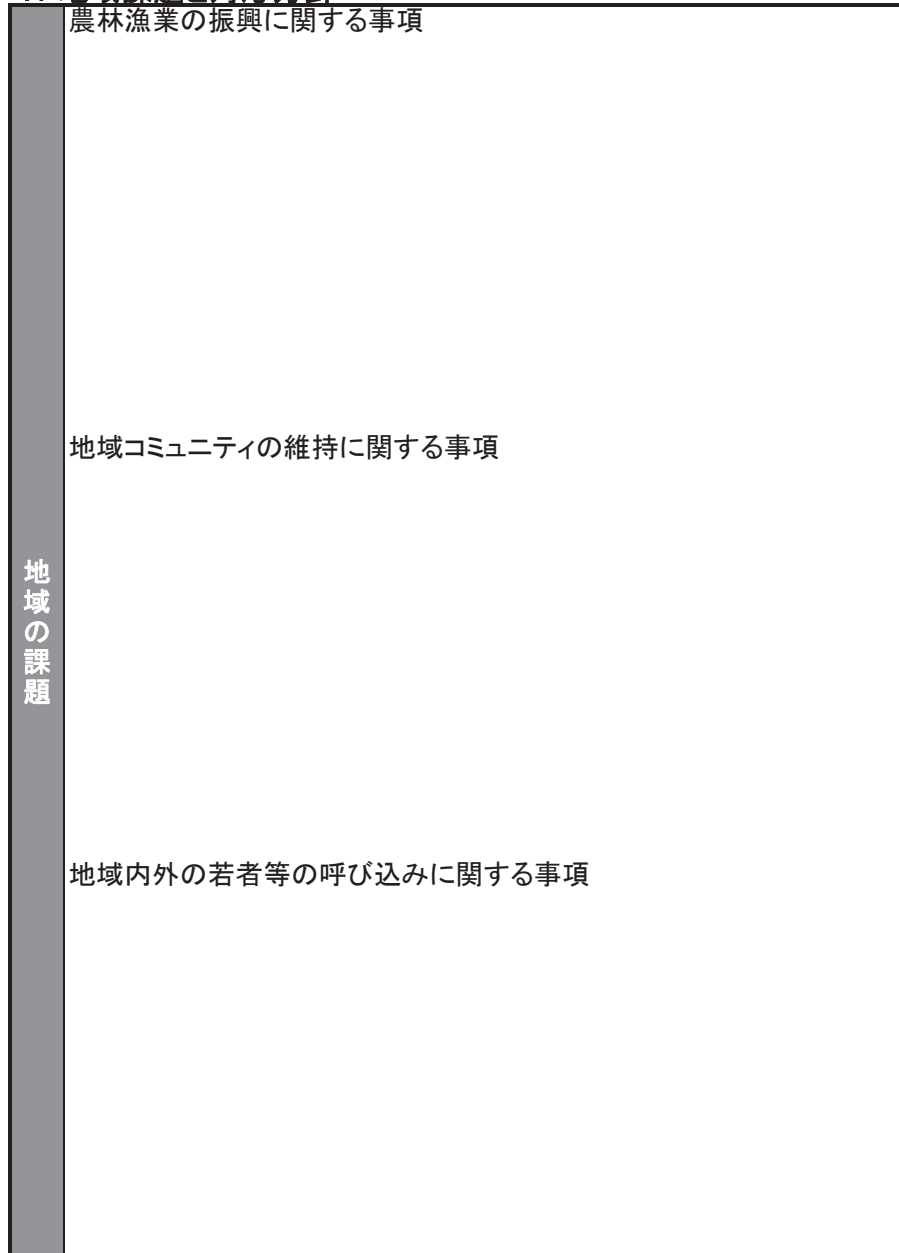 農林漁業の振興に関する事項
地域コミュニティの維持に関する事項
地域の課題
地域内外の若者等の呼び込みに関する事項